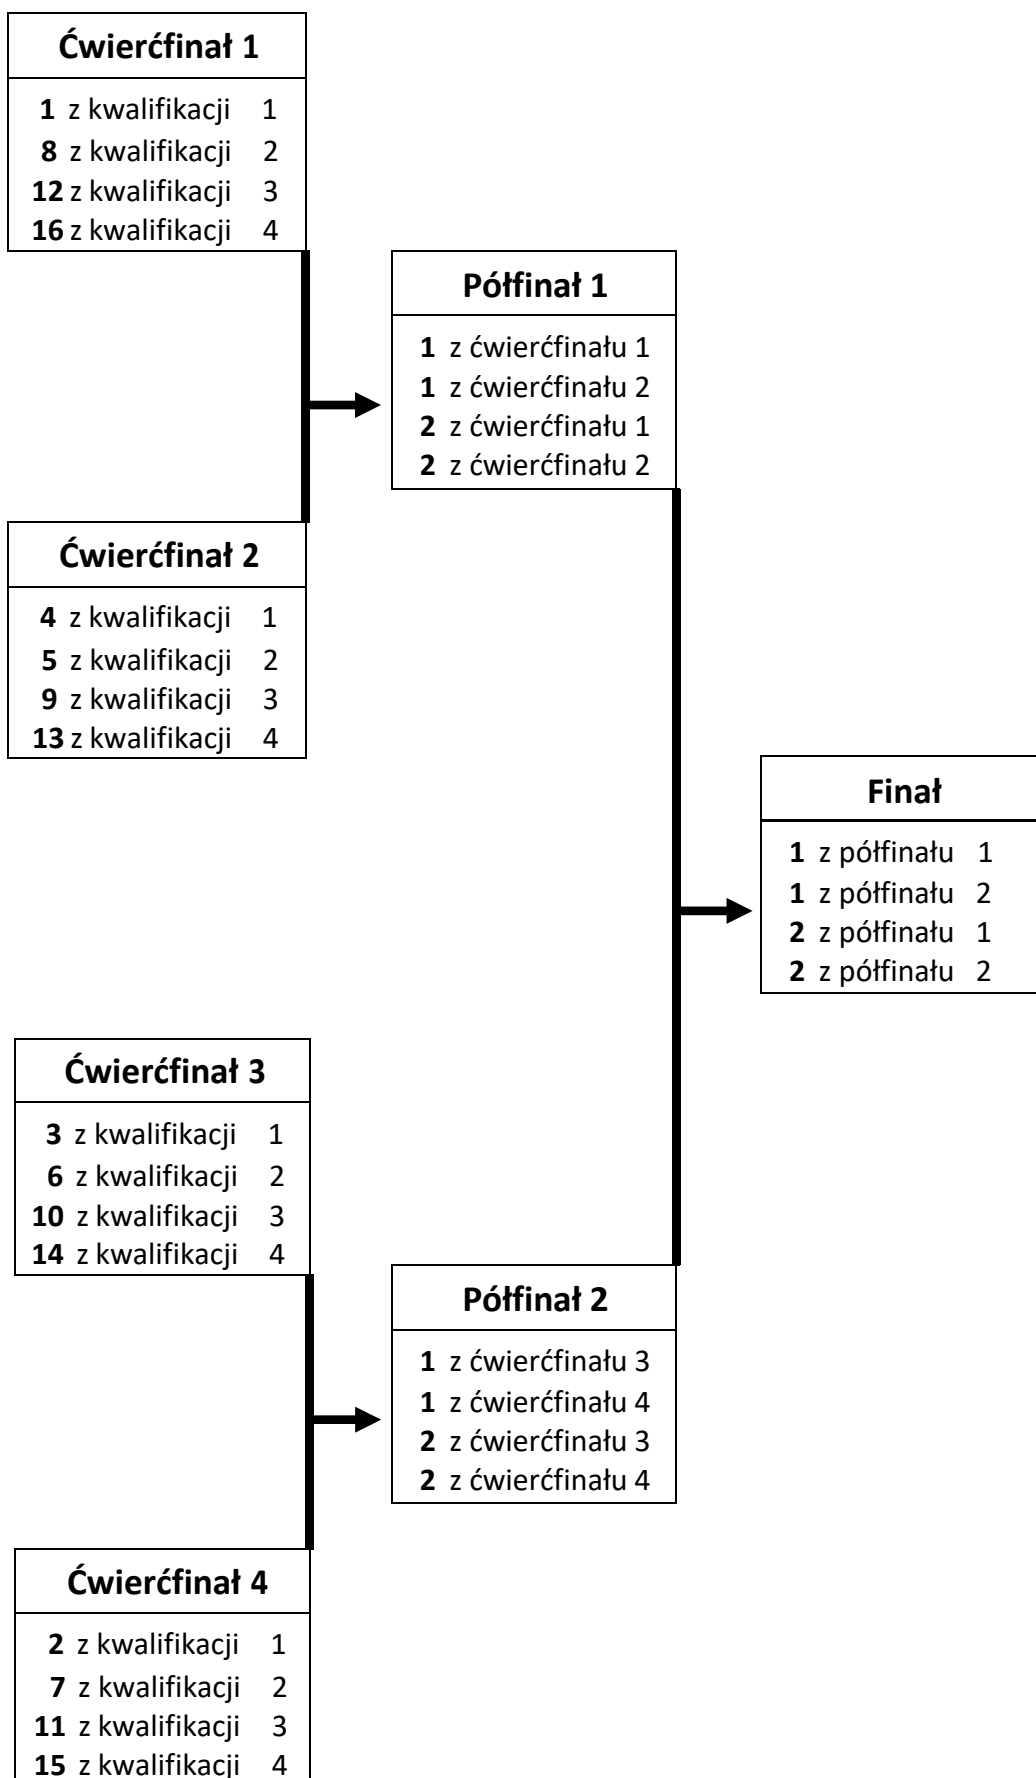 Ćwierćfinał 1
1 z kwalifikacji 1
8 z kwalifikacji 2
12 z kwalifikacji 3
16 z kwalifikacji 4
Półfinał 1
1 z ćwierćfinału 1
1 z ćwierćfinału 2
2 z ćwierćfinału 1
2 z ćwierćfinału 2
Ćwierćfinał 2
4 z kwalifikacji 1
5 z kwalifikacji 2
9 z kwalifikacji 3
13 z kwalifikacji 4
Finał
1 z półfinału 1
1 z półfinału 2
2 z półfinału 1
2 z półfinału 2
Ćwierćfinał 3
3 z kwalifikacji 1
6 z kwalifikacji 2
10 z kwalifikacji 3
14 z kwalifikacji 4
Półfinał 2
1 z ćwierćfinału 3
1 z ćwierćfinału 4
2 z ćwierćfinału 3
2 z ćwierćfinału 4
Ćwierćfinał 4
2 z kwalifikacji 1
7 z kwalifikacji 2
11 z kwalifikacji 3
15 z kwalifikacji 4